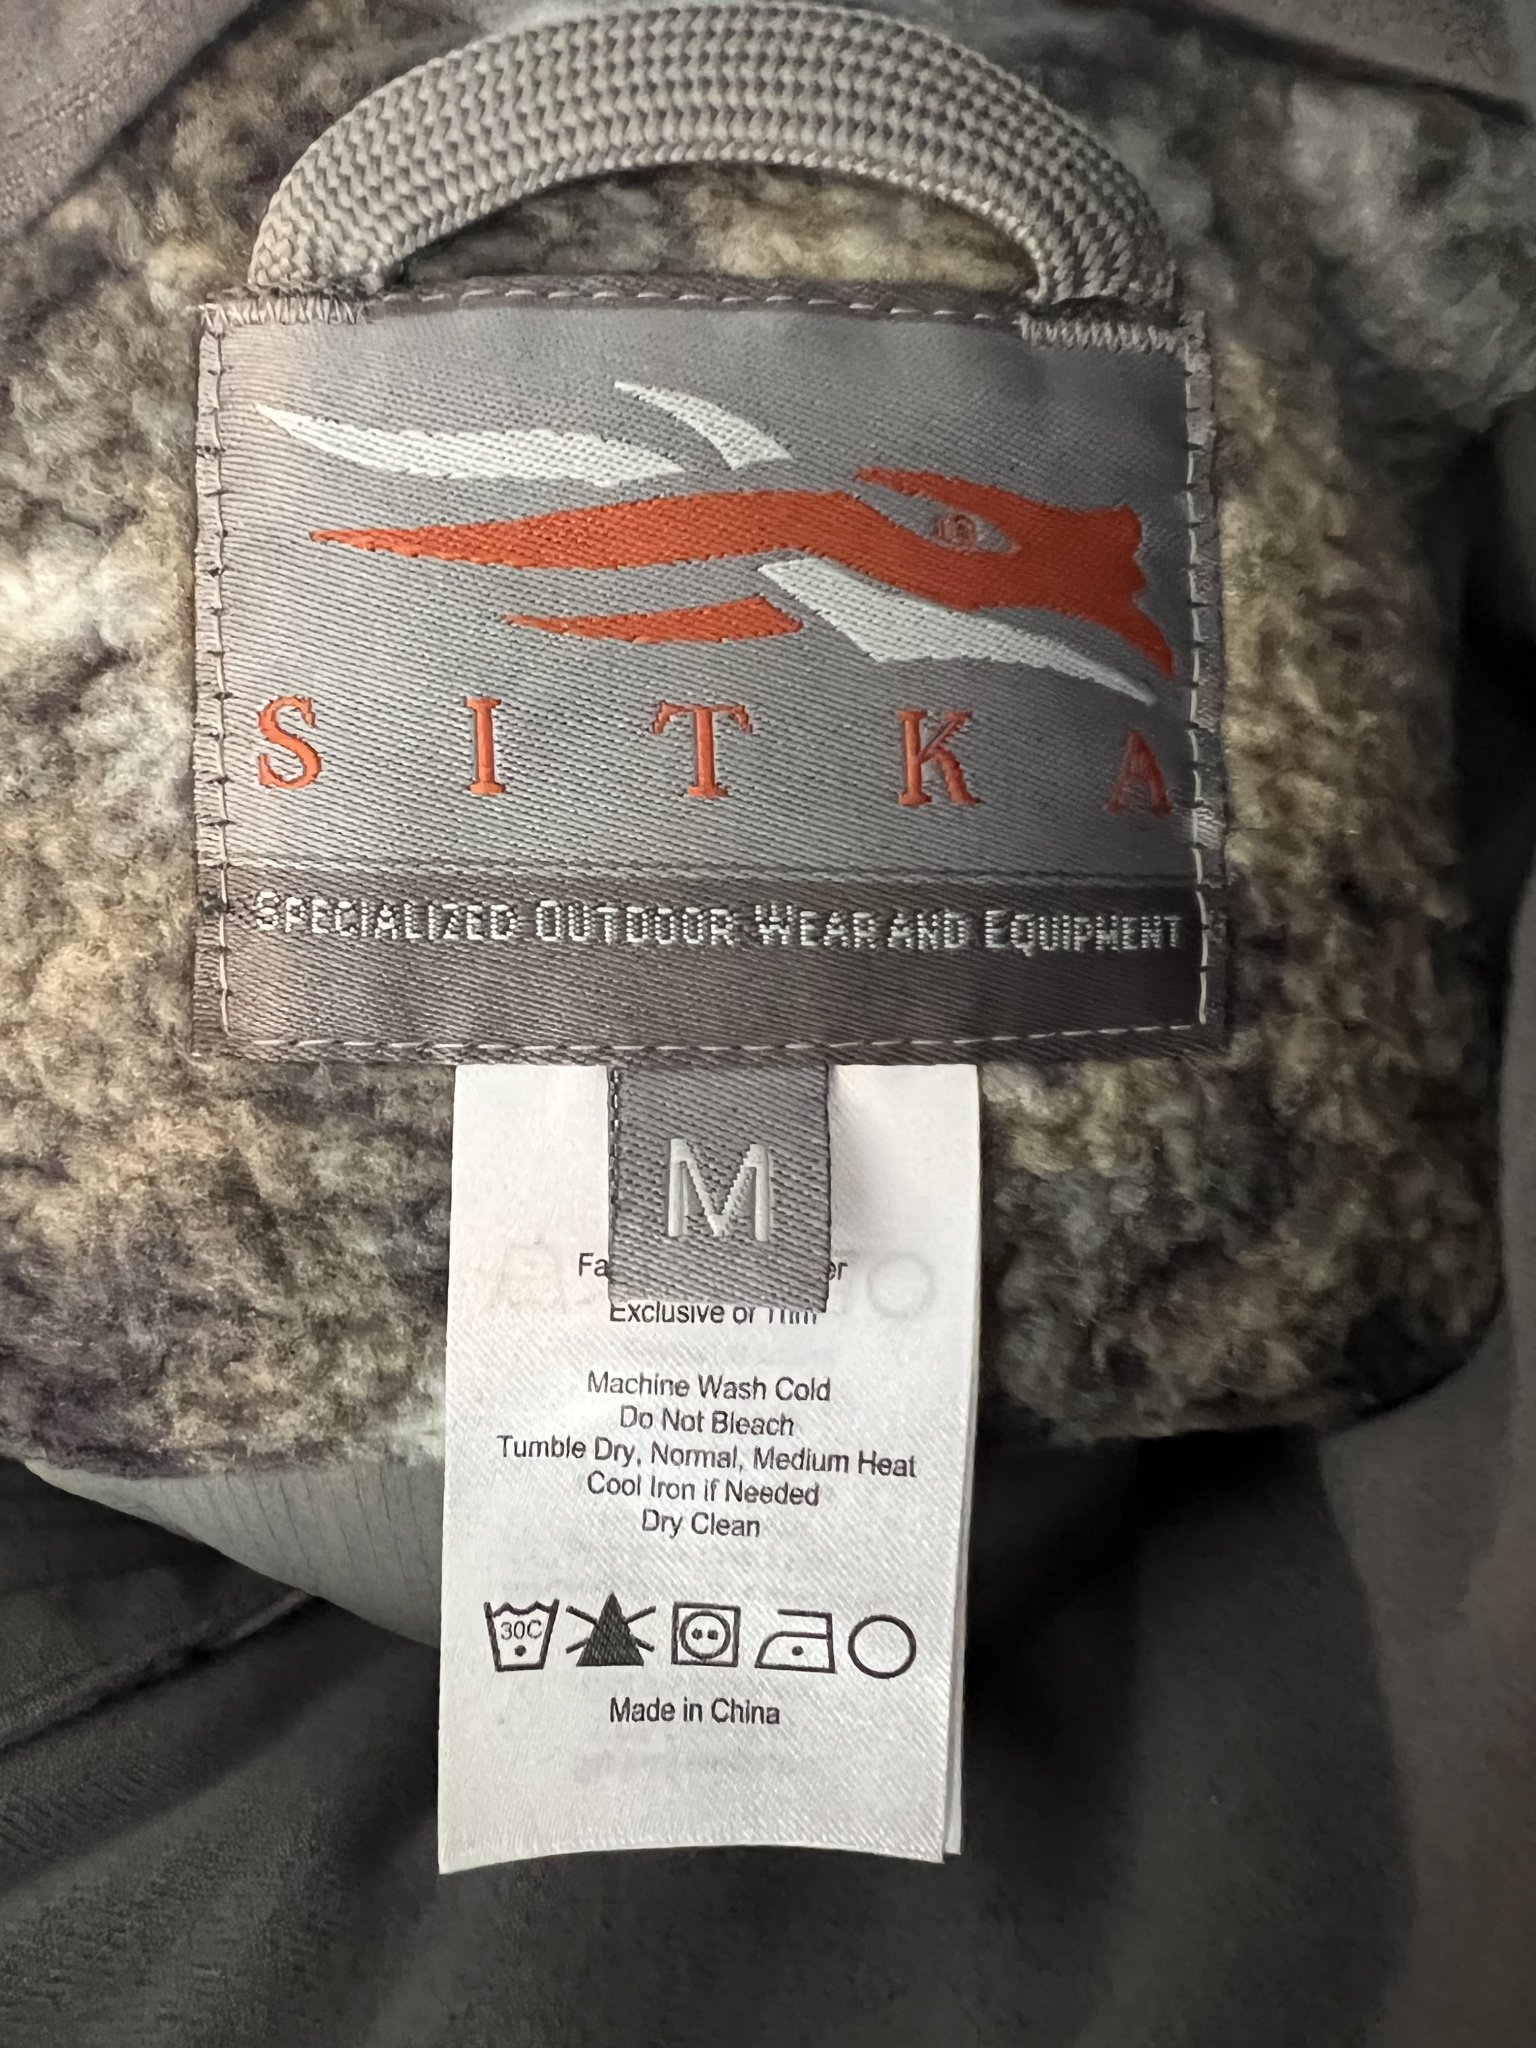 SITKA
SPECIALIZED OUTDOOR WEAR AND EQUIPMENT
M
Exclusive of Trim
Machine Wash Cold
Do Not Bleach
Tumble Dry, Normal, Medium Heat
Cool Iron if Needed
Dry Clean
30C
Made in China